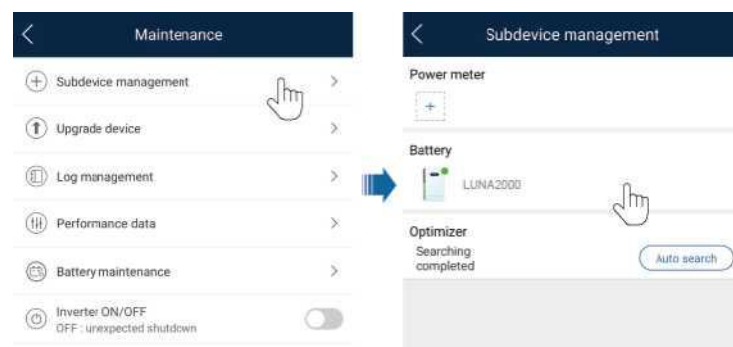 Maintenance
Subdevice management
Upgrade device
Log management
Performance data
Battery maintenance
Inverter ON/OFF
OFF : unexpected shutdown
Subdevice management
Power meter
+
Battery
LUNA2000
Optimizer
Searching
completed
Auto search